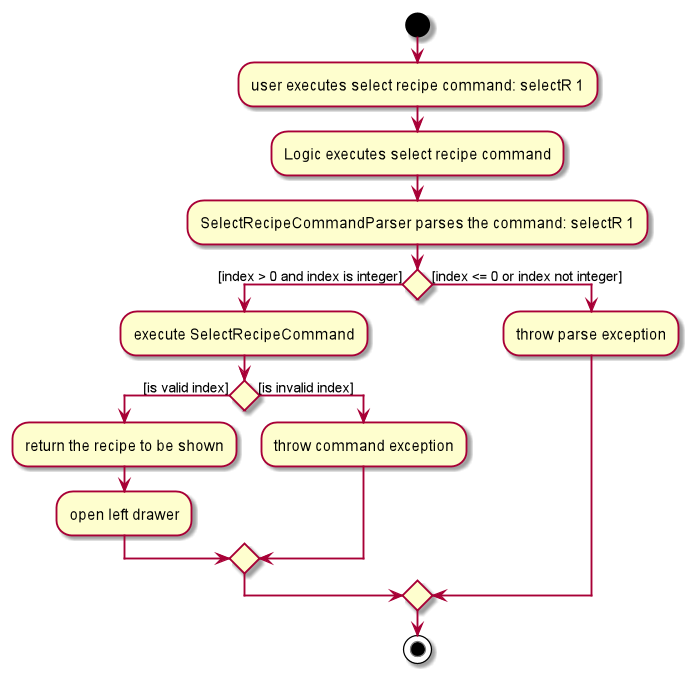 user executes select recipe command: selectR 1
Logic executes select recipe command
SelectRecipeCommandParser parses the command: selectR 1
[index > 0 and index is integer]
[index <= 0 or index not integer]
execute SelectRecipeCommand
throw parse exception
[is valid index]
[is invalid index]
return the recipe to be shown
throw command exception
open left drawer